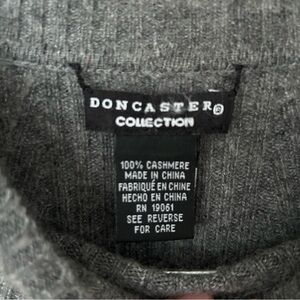 DONCASTER®
COLLECTION
100% CASHMERE
MADE IN CHINA
FABRIQUÉ EN CHINE
HECHO EN CHINA
RN 19061
SEE REVERSE
FOR CARE